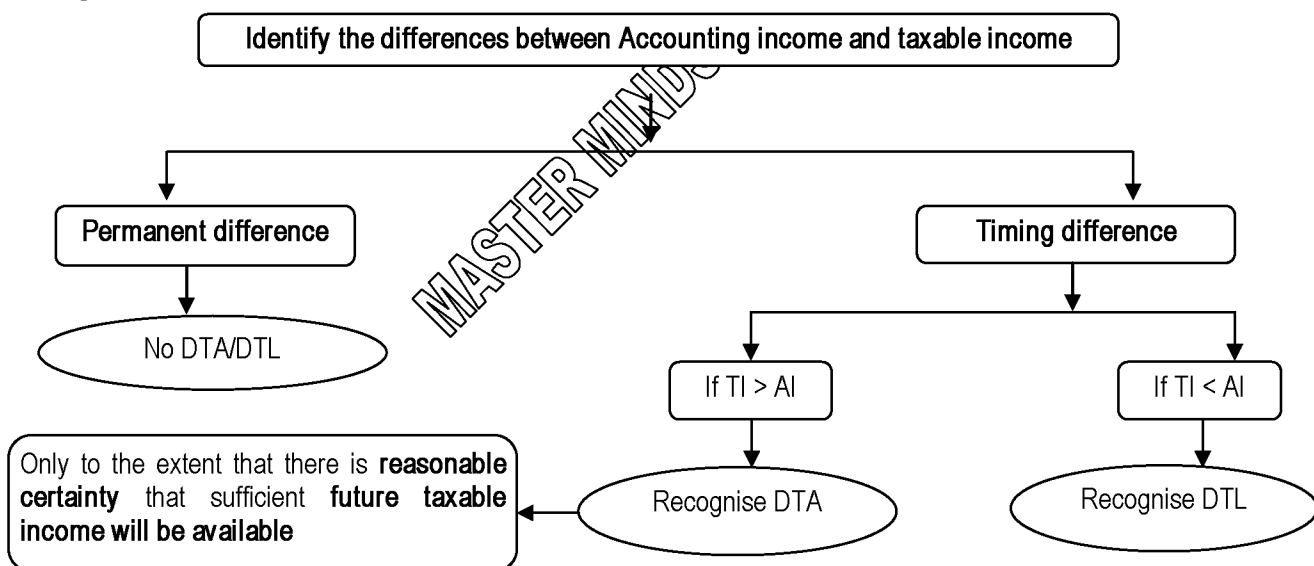 Identify the differences between Accounting income and taxable income
MASTER MINDS
Permanent difference
Timing difference
No DTA/DTL
If TI > AI
If TI < AI
Only to the extent that there is reasonable
certainty that sufficient future taxable
income will be available
Recognise DTA
Recognise DTL